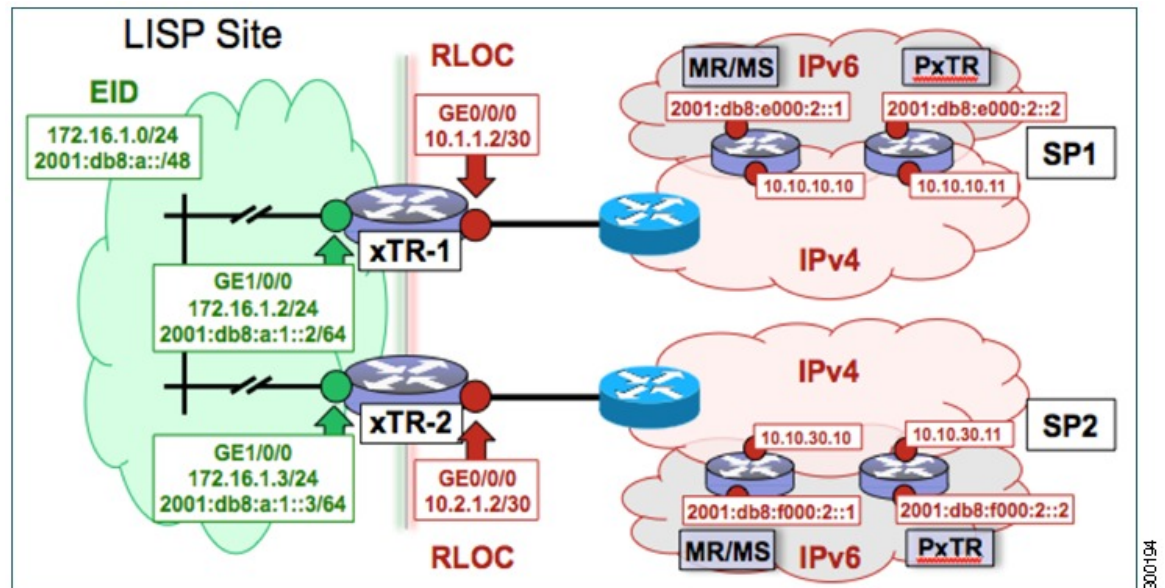 LISP Site
RLOC
EID
172.16.1.0/24
2001:db8:a::/48
GE0/0/0
10.1.1.2/30
xTR-1
GE1/0/0
172.16.1.2/24
2001:db8:a:1::2/64
xTR-2
GE1/0/0
172.16.1.3/24
2001:db8:a:1::3/64
GE0/0/0
10.2.1.2/30
RLOC
MR/MS
IPv6
PxTR
2001:db8:e000:2::1
2001:db8:e000:2::2
SP1
10.10.10.10
10.10.10.11
IPv4
IPv4
SP2
10.10.30.10
10.10.30.11
2001:db8:f000:2::1
2001:db8:f000:2::2
MR/MS
IPv6
PxTR
300194